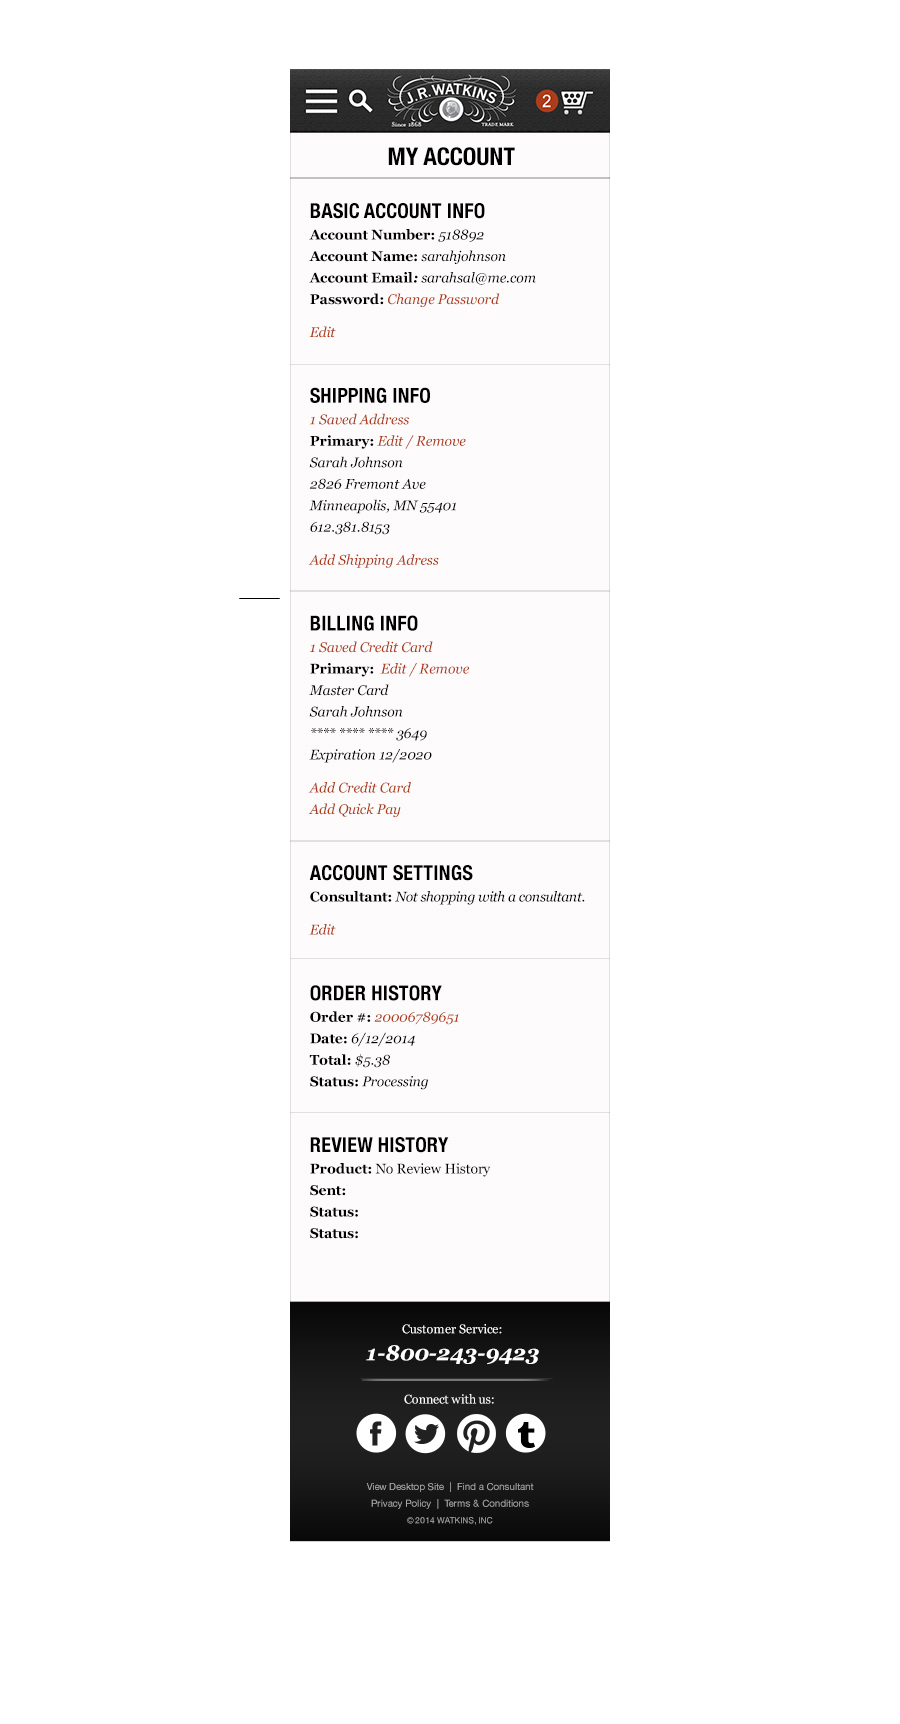 J.R. WATKINS
Since 1868 TRADE MARK
2
MY ACCOUNT
BASIC ACCOUNT INFO
Account Number: 518892
Account Name: sarahjohnson
Account Email: sarahsal@me.com
Password: Change Password
Edit
SHIPPING INFO
1 Saved Address
Primary: Edit / Remove
Sarah Johnson
2826 Fremont Ave
Minneapolis, MN 55401
612.381.8153
Add Shipping Adress
BILLING INFO
1 Saved Credit Card
Primary: Edit / Remove
Master Card
Sarah Johnson
**** **** **** 3649
Expiration 12/2020
Add Credit Card
Add Quick Pay
ACCOUNT SETTINGS
Consultant: Not shopping with a consultant.
Edit
ORDER HISTORY
Order #: 20006789651
Date: 6/12/2014
Total: $5.38
Status: Processing
REVIEW HISTORY
Product: No Review History
Sent:
Status:
Status:
Customer Service:
1-800-243-9423
Connect with us:
View Desktop Site | Find a Consultant
Privacy Policy | Terms & Conditions
© 2014 WATKINS, INC